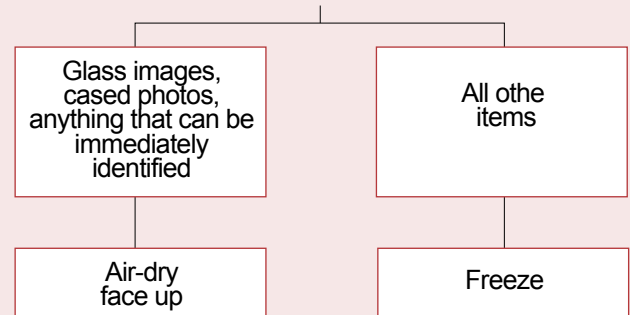 Glass images,
cased photos,
anything that can be
immediately
identified
All othe
items
Air-dry
face up
Freeze